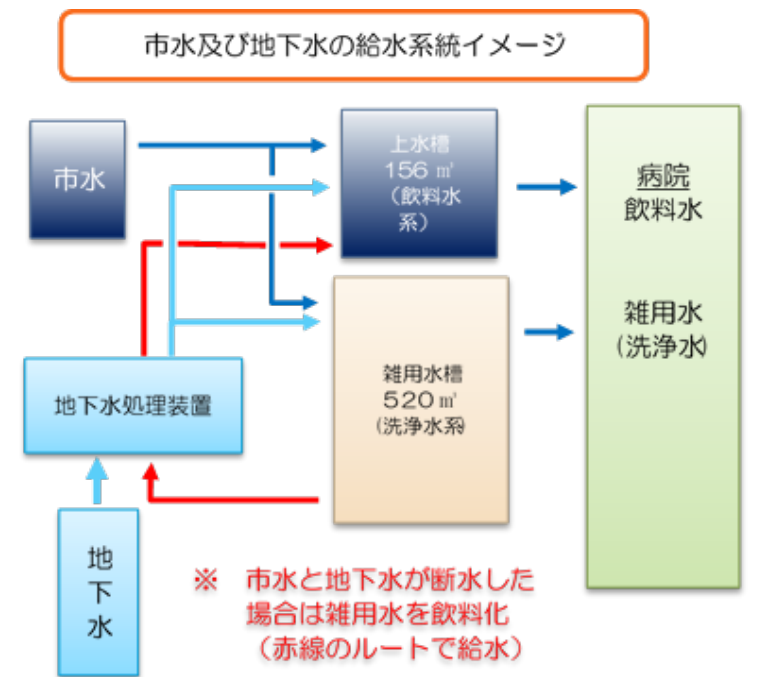 市水及び地下水の給水系統イメージ
市水
上水槽
156 ㎥
（飲料水
系）
病院
飲料水
雑用水
(洗浄水)
雑用水槽
520㎥
(洗浄水系)
地下水処理装置
地
下
水
※　市水と地下水が断水した
場合は雑用水を飲料化
（赤線のルートで給水）